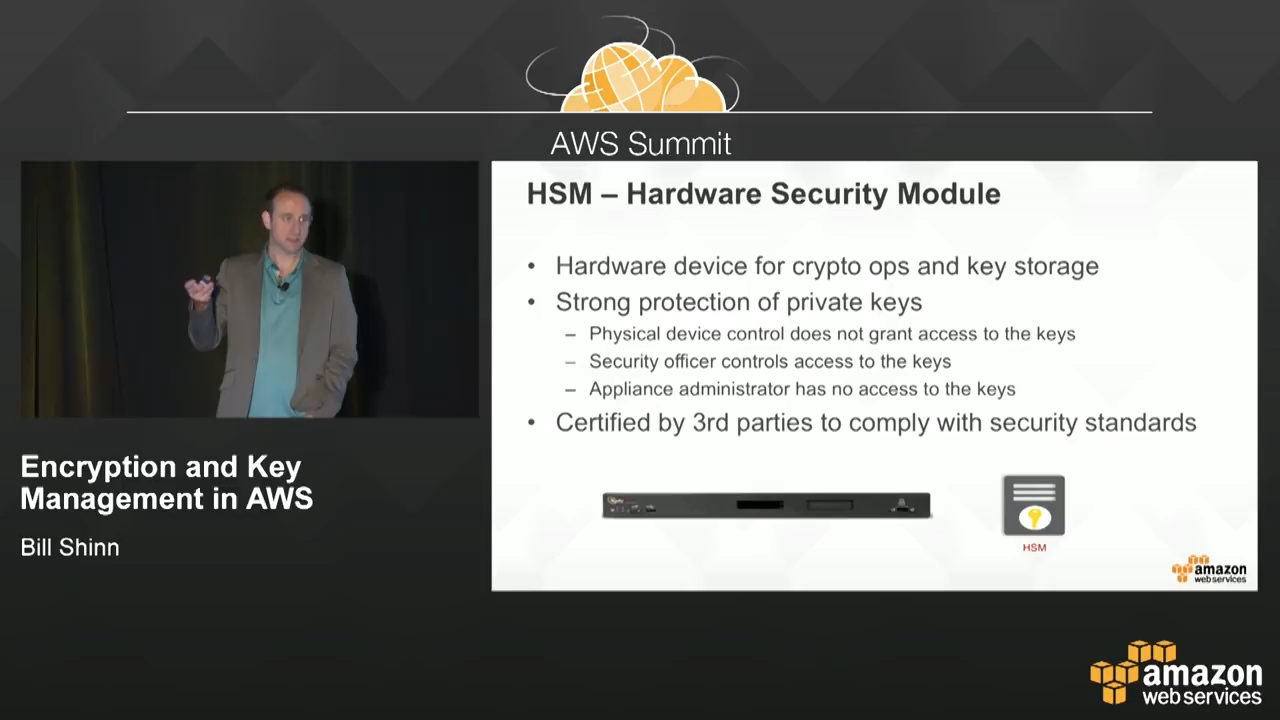 AWS Summit
HSM – Hardware Security Module
• Hardware device for crypto ops and key storage
• Strong protection of private keys
– Physical device control does not grant access to the keys
– Security officer controls access to the keys
– Appliance administrator has no access to the keys
• Certified by 3rd parties to comply with security standards
HSM
amazon
web services
Encryption and Key
Management in AWS
Bill Shinn
amazon
web services